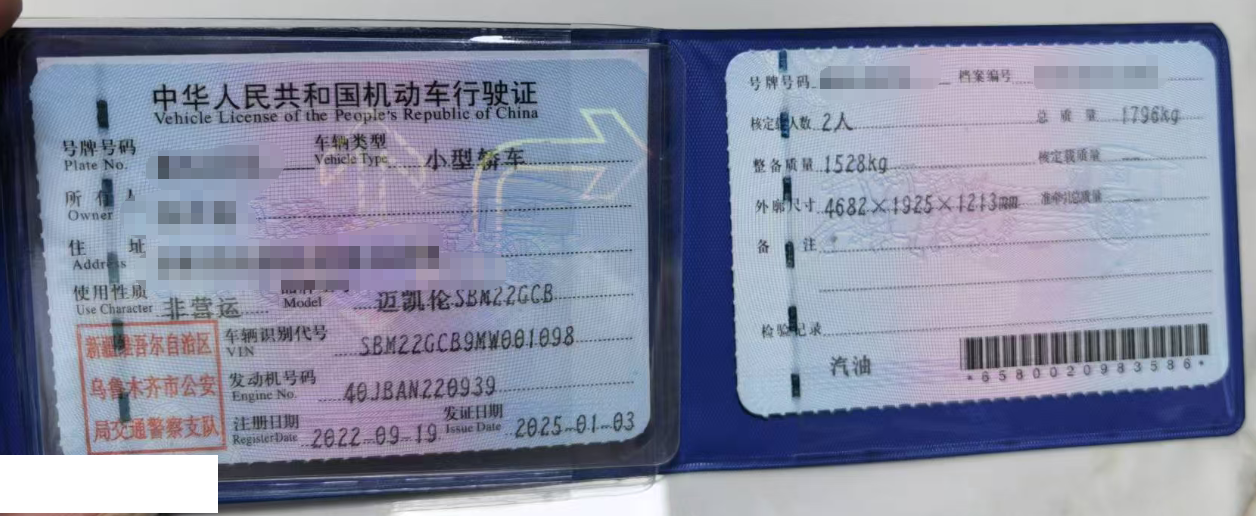 中华人民共和国机动车行驶证
Vehicle License of the People's Republic of China
号牌号码
Plate No.
车辆类型
Vehicle Type
小型轿车
所有人
Owner
住址
Address
使用性质
Use Character
非营运
Model
迈凯伦SBM22GCB
新疆维吾尔自治区
乌鲁木齐市公安
局交通警察支队
车辆识别代号
VIN
SBM22GCB9MW001098
发动机号码
Engine No.
40JBAN220939
注册日期
Register Date
2022-09-19
发证日期
Issue Date
2025-01-03
号牌号码
档案编号
核定载人数 2人
总质量 1796kg
整备质量 1528kg
核定载质量 --
外廓尺寸 4682×1925×1213mm
准牵引总质量 --
备注
检验记录
汽油
*6580020983586*